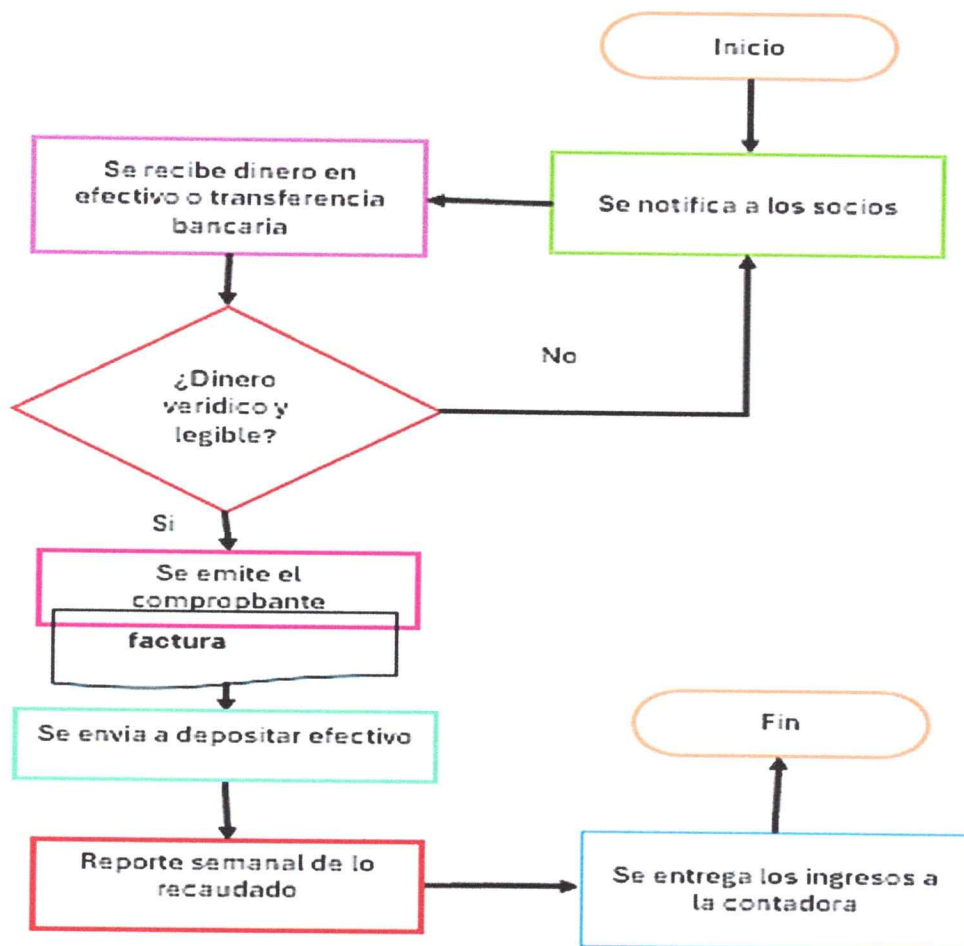 Inicio
Se notifica a los socios
Se recibe dinero en
efectivo o transferencia
bancaria
¿Dinero
veridico y
legible?
No
Si
Se emite el
compropbante
factura
Se envia a depositar efectivo
Reporte semanal de lo
recaudado
Se entrega los ingresos a
la contadora
Fin